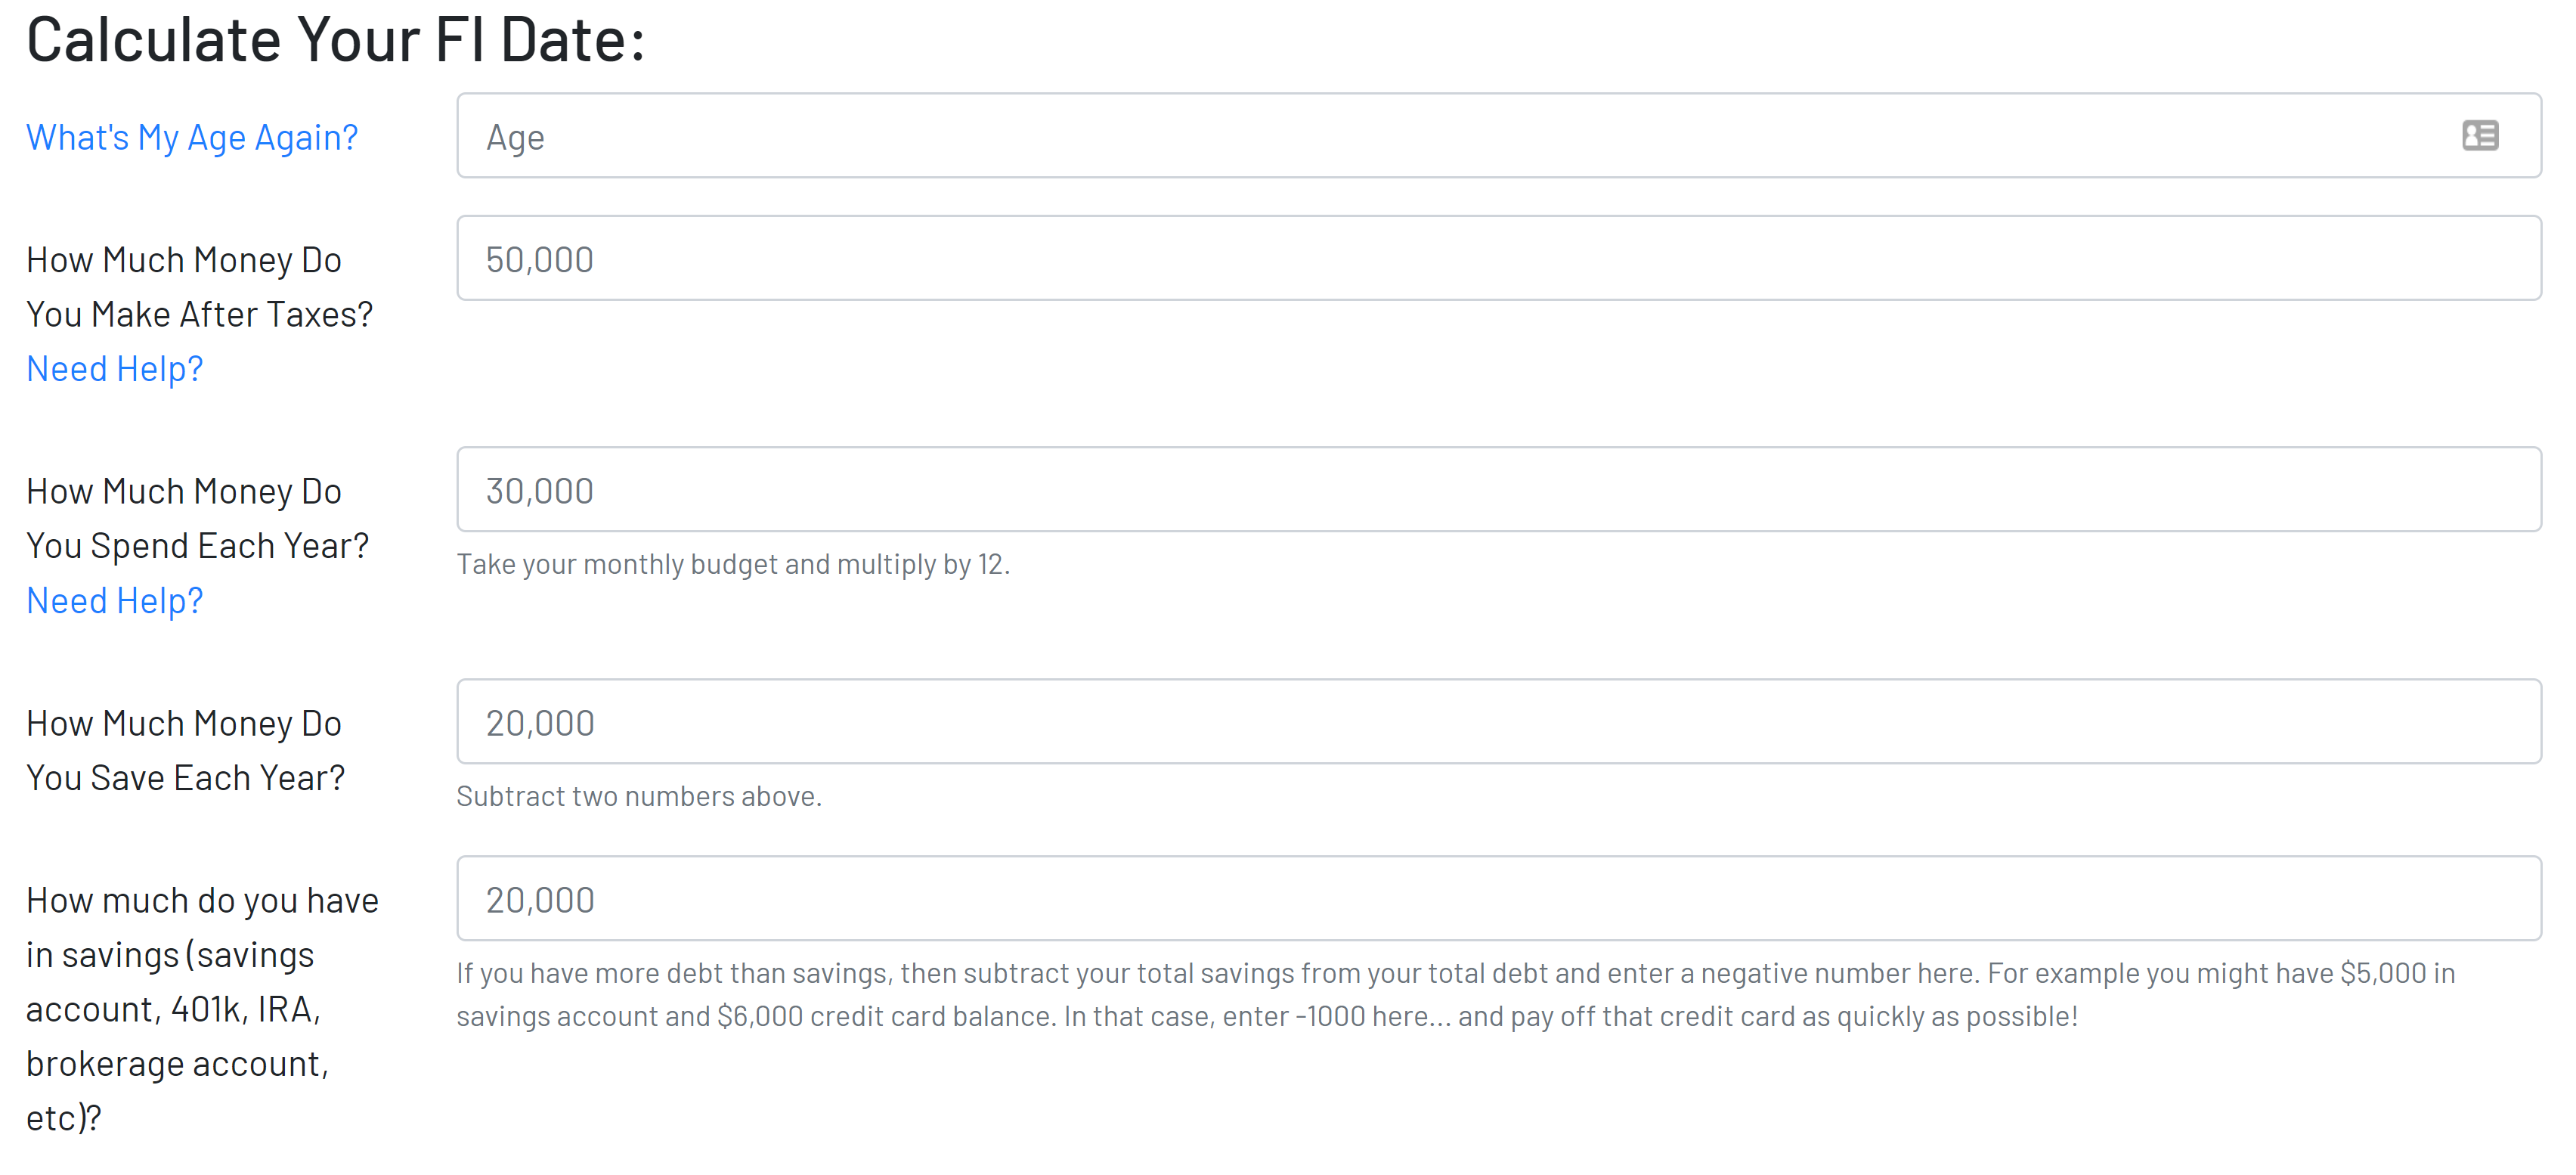 Calculate Your FI Date:
What's My Age Again?
Age
How Much Money Do
You Make After Taxes?
Need Help?
50,000
How Much Money Do
You Spend Each Year?
Need Help?
30,000
Take your monthly budget and multiply by 12.
How Much Money Do
You Save Each Year?
20,000
Subtract two numbers above.
How much do you have
in savings (savings
account, 401k, IRA,
brokerage account,
etc)?
20,000
If you have more debt than savings, then subtract your total savings from your total debt and enter a negative number here. For example you might have $5,000 in
savings account and $6,000 credit card balance. In that case, enter -1000 here... and pay off that credit card as quickly as possible!